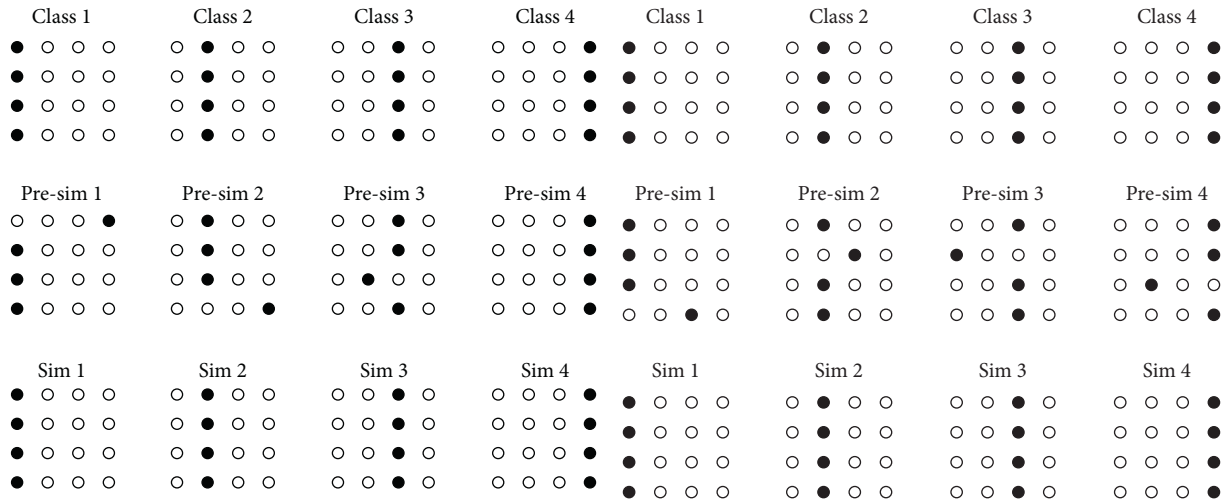 Class 1 Class 2 Class 3 Class 4 Class 1 Class 2 Class 3 Class 4
Pre-sim 1 Pre-sim 2 Pre-sim 3 Pre-sim 4 Pre-sim 1 Pre-sim 2 Pre-sim 3 Pre-sim 4
Sim 1 Sim 2 Sim 3 Sim 4 Sim 1 Sim 2 Sim 3 Sim 4